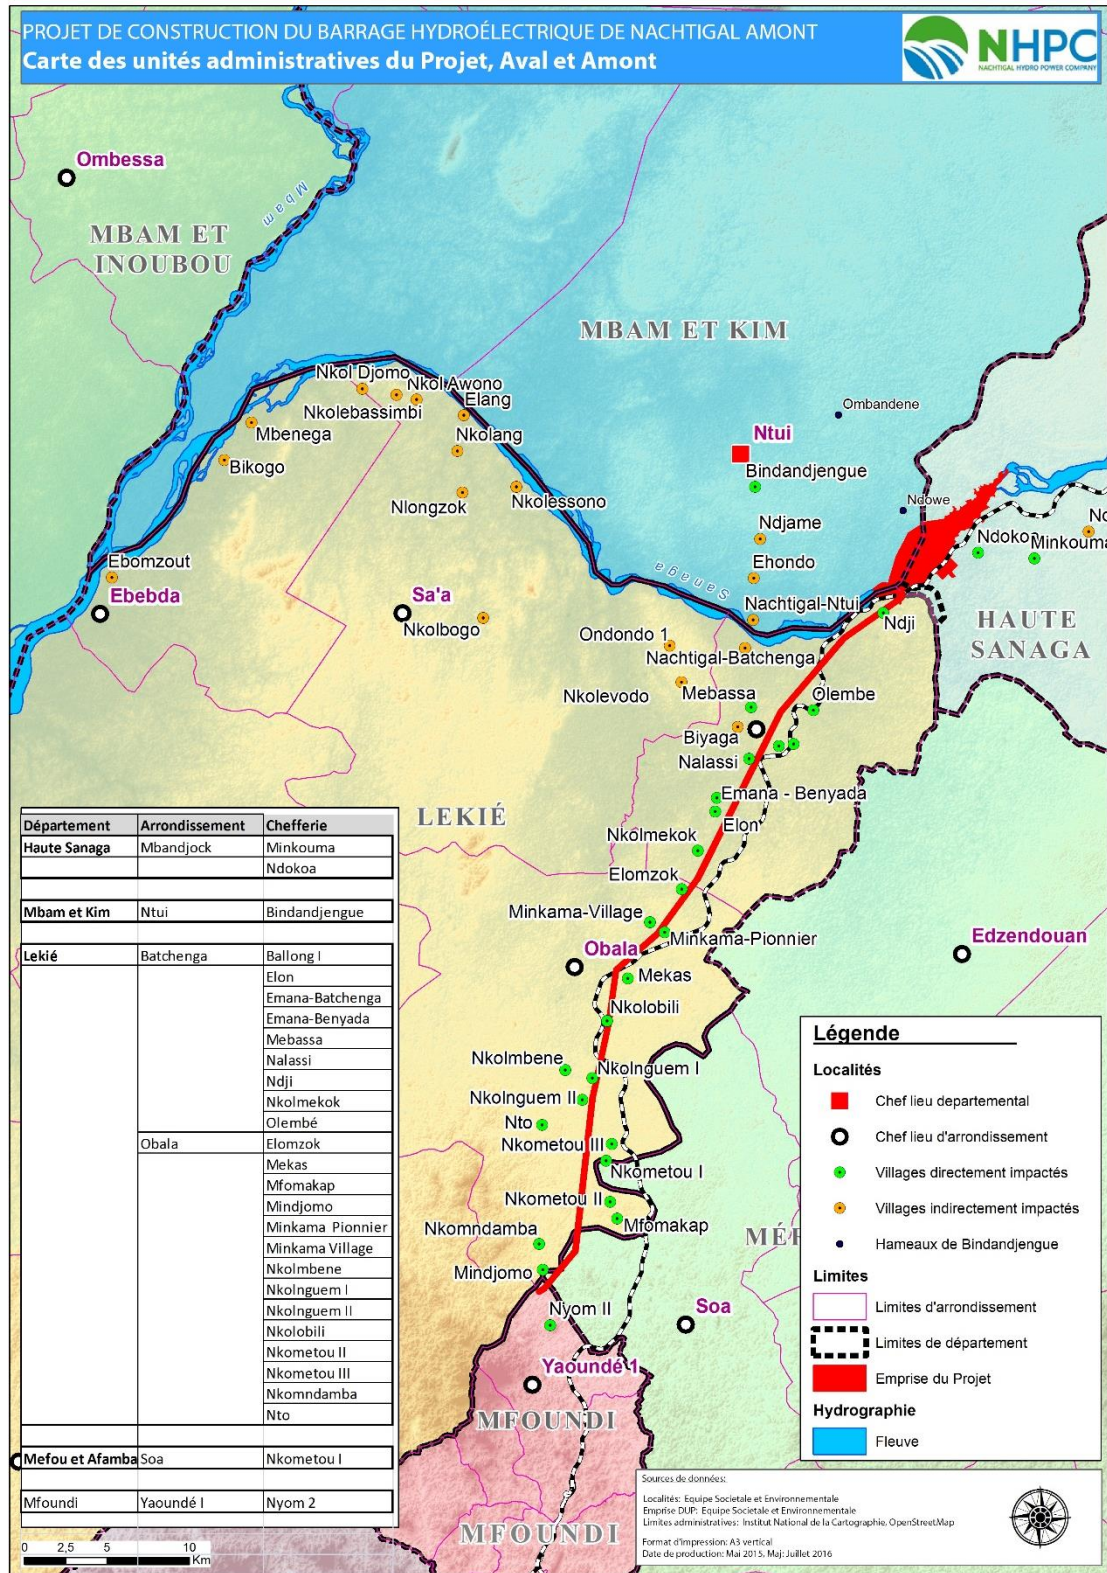 PROJET DE CONSTRUCTION DU BARRAGE HYDROÉLECTRIQUE DE NACHTIGAL AMONT
Carte des unités administratives du Projet, Aval et Amont
NHPC
NACHTIGAL HYDRO POWER COMPANY
Ombessa
Mbam
MBAM ET
INOUBOU
MBAM ET KIM
Nkol Djomo
Nkol Awono
Nkolebassimbi
Elang
Mbenega
Nkolang
Bikogo
Nlongzok
Nkolessono
Ombandene
Ntui
Bindandjengue
Ndowe
Ndjame
Ndokoa
Minkouma
Ehondo
Ebomzout
Ebebda
Sa'a
Nkolbogo
Sanaga
Nachtigal-Ntui
Ndji
HAUTE
SANAGA
Ondondo 1
Nachtigal-Batchenga
Nkolevodo
Mebassa
Olembe
Biyaga
Nalassi
LEKIÉ
Emana - Benyada
Elon
Nkolmekok
Elomzok
Minkama-Village
Minkama-Pionnier
Obala
Edzendouan
Mekas
Nkolobili
Nkolmbene
Nkolnguem I
Nkolnguem II
Nto
Nkometou III
Nkometou I
Nkometou II
Mfomakap
Nkomndamba
Mindjomo
Nyom II
Soa
Yaoundé 1
MFOUNDI
MFOUNDI
Département Arrondissement Chefferie
Haute Sanaga Mbandjock Minkouma
Ndokoa
Mbam et Kim Ntui Bindandjengue
Lekié Batchenga Ballong I
Elon
Emana-Batchenga
Emana-Benyada
Mebassa
Nalassi
Ndji
Nkolmekok
Olembé
Obala Elomzok
Mekas
Mfomakap
Mindjomo
Minkama Pionnier
Minkama Village
Nkolmbene
Nkolnguem I
Nkolnguem II
Nkolobili
Nkometou II
Nkometou III
Nkomndamba
Nto
Mefou et Afamba Soa Nkometou I
Mfoundi Yaoundé I Nyom 2
0 2,5 5 10
Km
Légende
Localités
Chef lieu departemental
Chef lieu d'arrondissement
Villages directement impactés
Villages indirectement impactés
Hameaux de Bindandjengue
Limites
Limites d'arrondissement
Limites de département
Emprise du Projet
Hydrographie
Fleuve
Sources de données:
Localités: Equipe Societale et Environnementale
Emprise DUP: Equipe Societale et Environnementale
Limites administratives: Institut National de la Cartographie, OpenStreetMap
Format d'impression: A3 vertical
Date de production: Mai 2015, Maj: Juillet 2016